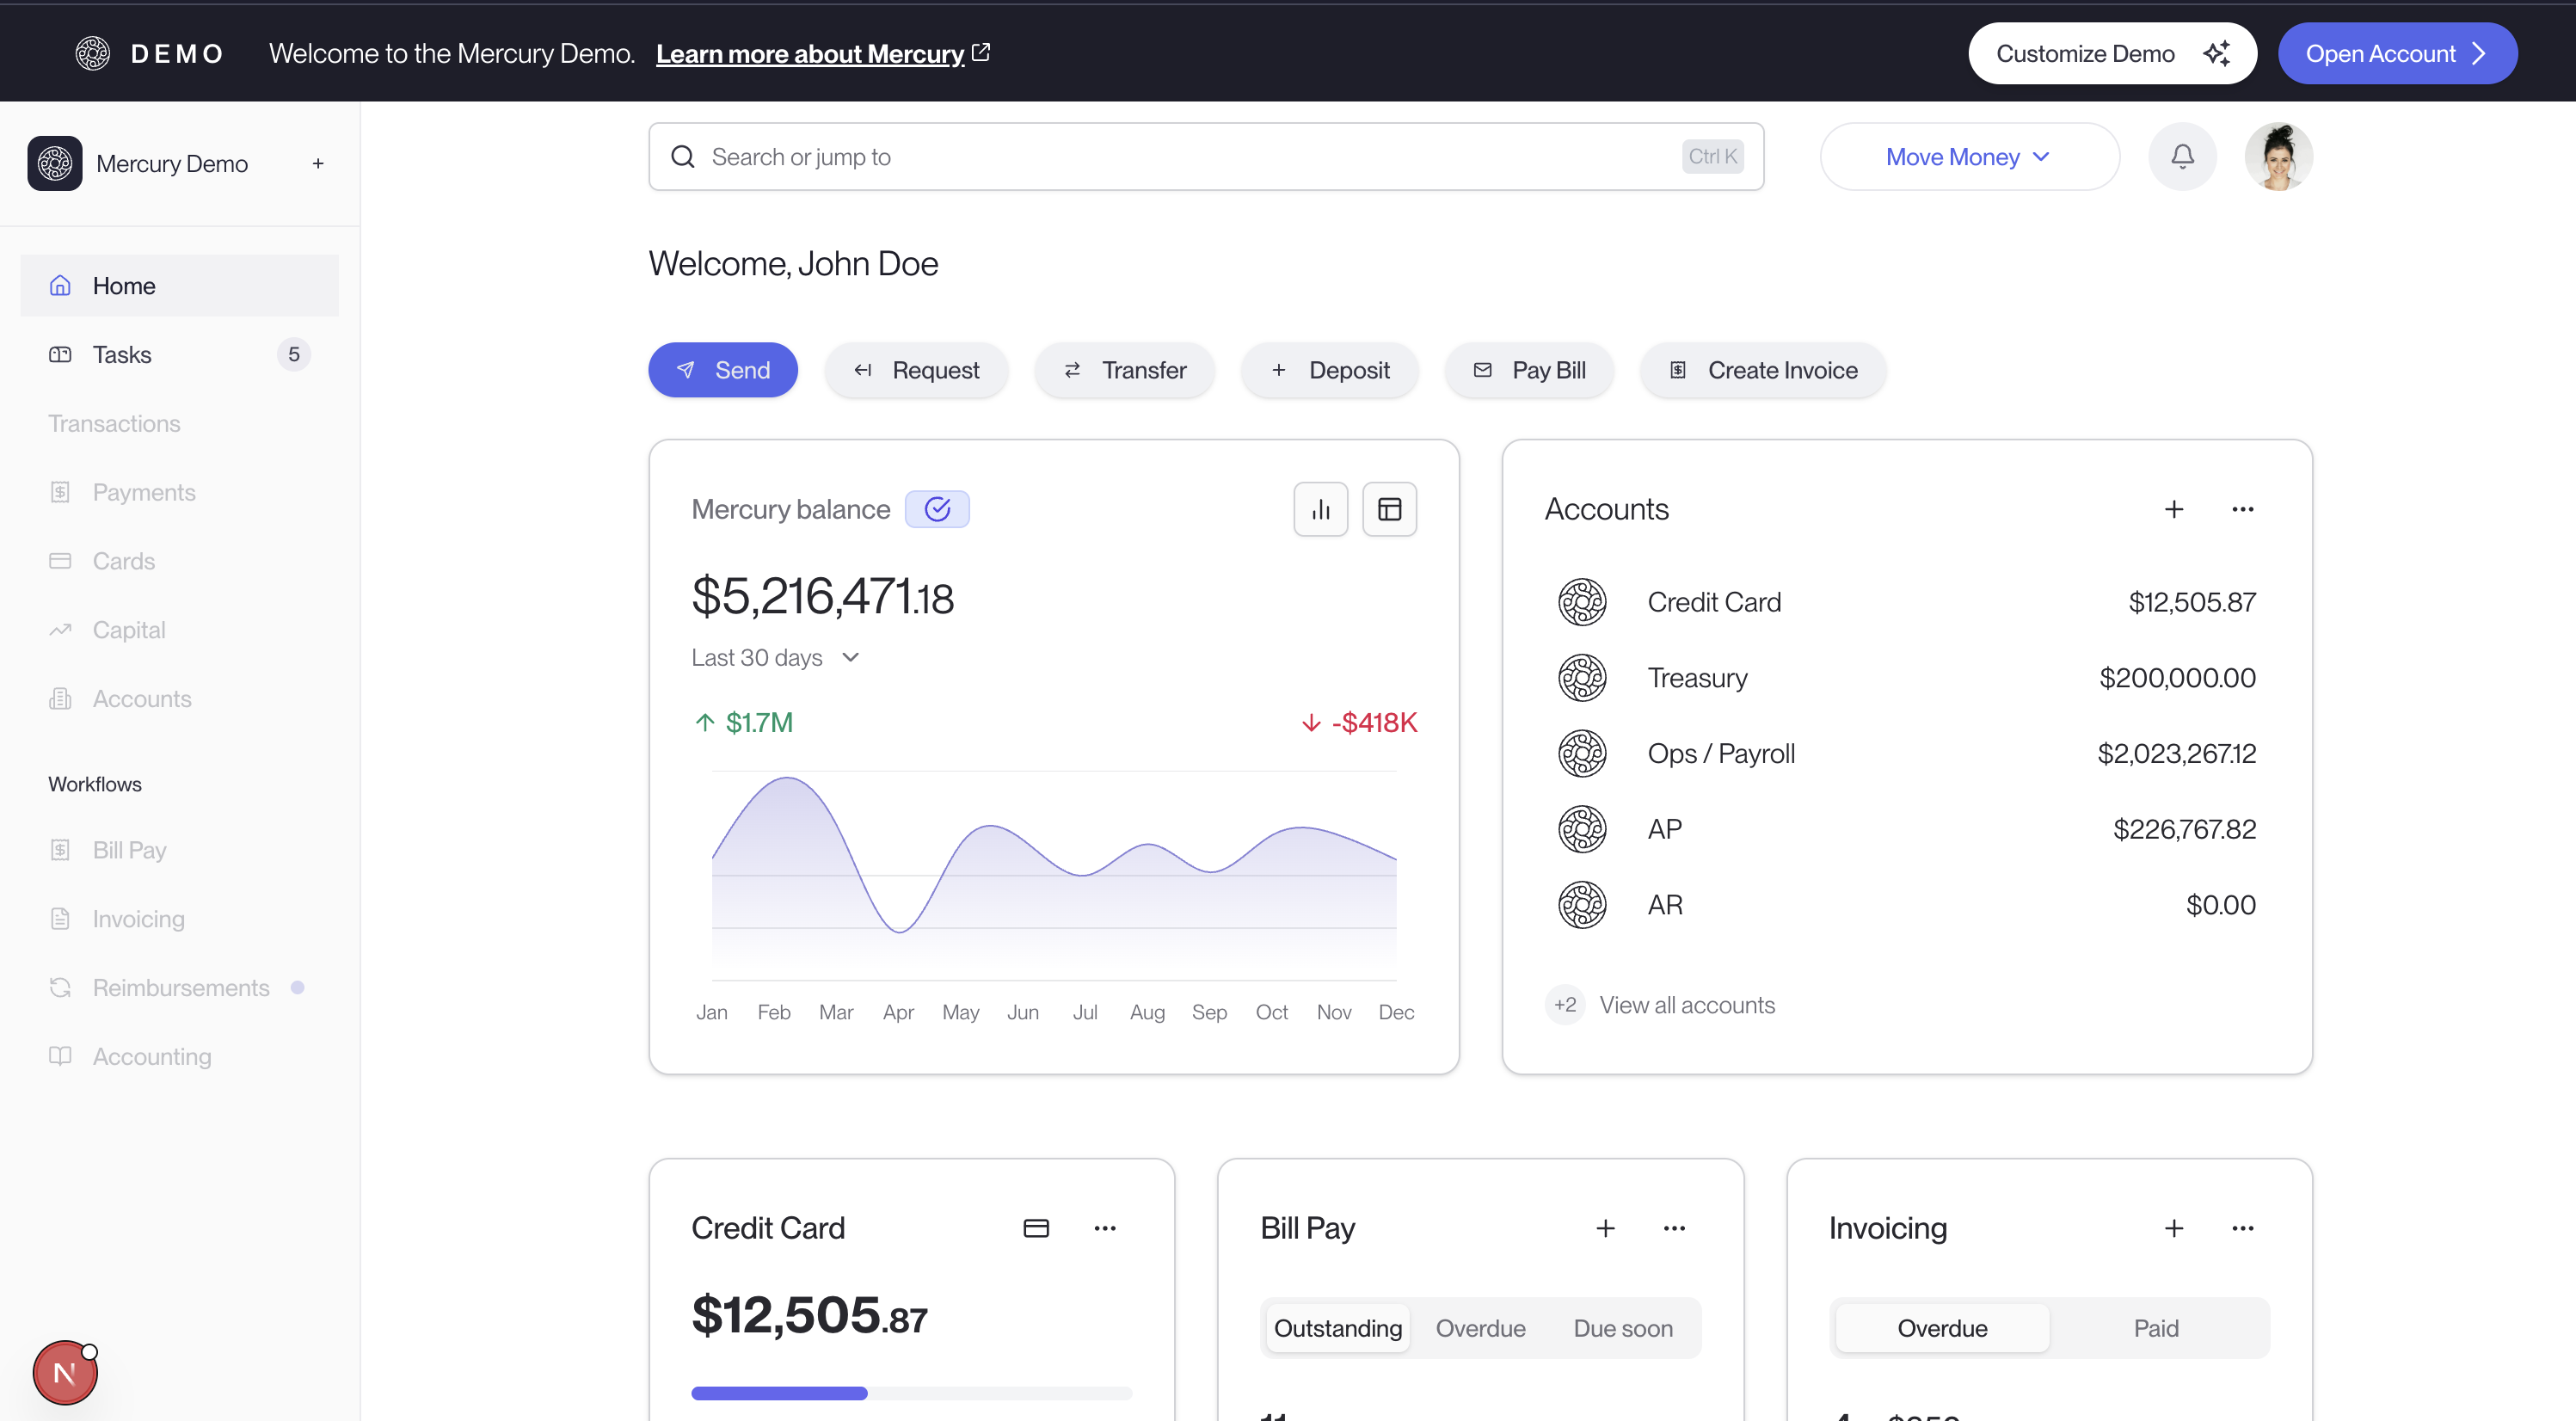 DEMO Welcome to the Mercury Demo. Learn more about Mercury Customize Demo Open Account
Mercury Demo
Search or jump to Ctrl K Move Money
Home
Tasks 5
Transactions
Payments
Cards
Capital
Accounts
Workflows
Bill Pay
Invoicing
Reimbursements
Accounting
N
Welcome, John Doe
Send Request Transfer Deposit Pay Bill Create Invoice
Mercury balance
$5,216,471.18
Last 30 days
$1.7M -$418K
Jan Feb Mar Apr May Jun Jul Aug Sep Oct Nov Dec
Accounts
Credit Card $12,505.87
Treasury $200,000.00
Ops / Payroll $2,023,267.12
AP $226,767.82
AR $0.00
+2 View all accounts
Credit Card
$12,505.87
Bill Pay
Outstanding Overdue Due soon
Invoicing
Overdue Paid